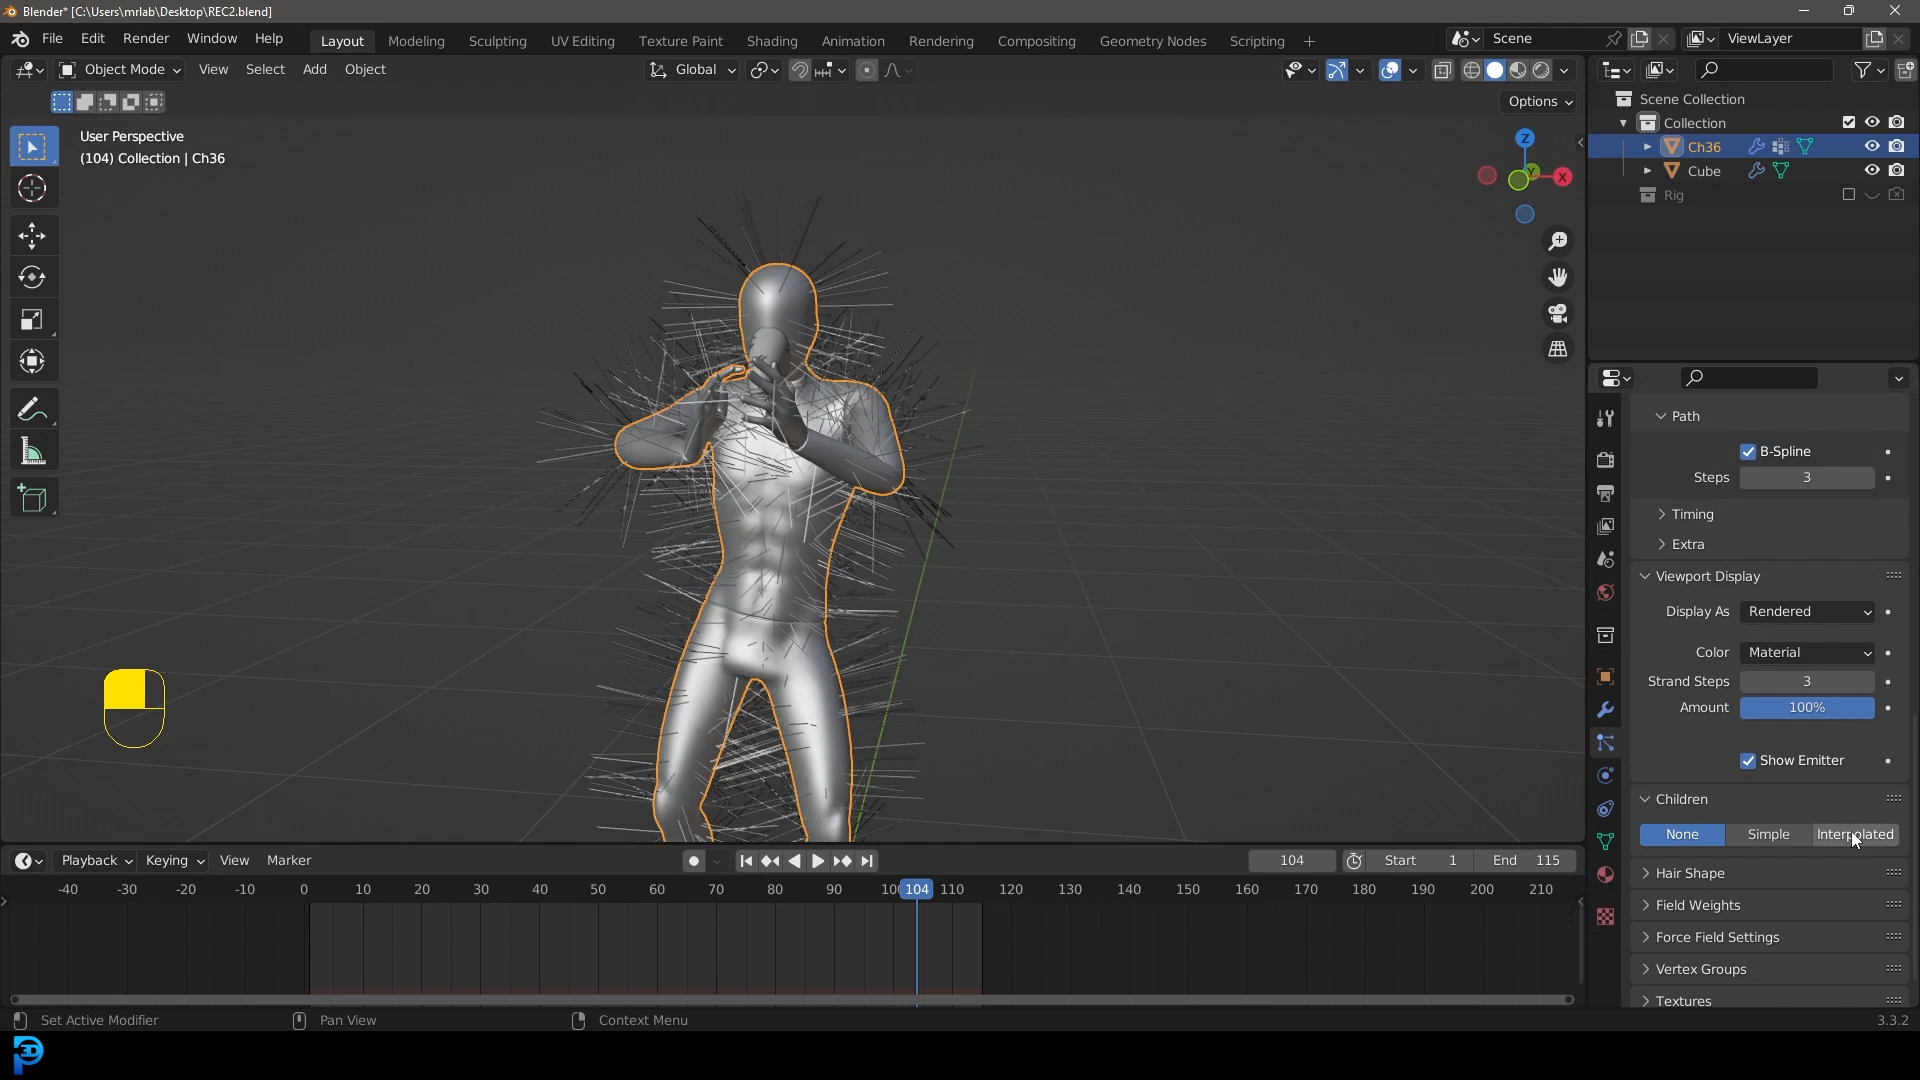 Blender* [C:\Users\mrlab\Desktop\REC2.blend]
File Edit Render Window Help Layout Modeling Sculpting UV Editing Texture Paint Shading Animation Rendering Compositing Geometry Nodes Scripting + Scene ViewLayer
Object Mode View Select Add Object Global
Options
User Perspective
(104) Collection | Ch36
Z
Y
X
Scene Collection
Collection
Ch36
Cube
Rig
Path
B-Spline
Steps 3
Timing
Extra
Viewport Display
Display As Rendered
Color Material
Strand Steps 3
Amount 100%
Show Emitter
Children
None Simple Interpolated
Hair Shape
Field Weights
Force Field Settings
Vertex Groups
Textures
Playback Keying View Marker 104 Start 1 End 115
-40 -30 -20 -10 0 10 20 30 40 50 60 70 80 90 100 104 110 120 130 140 150 160 170 180 190 200 210
Set Active Modifier Pan View Context Menu 3.3.2